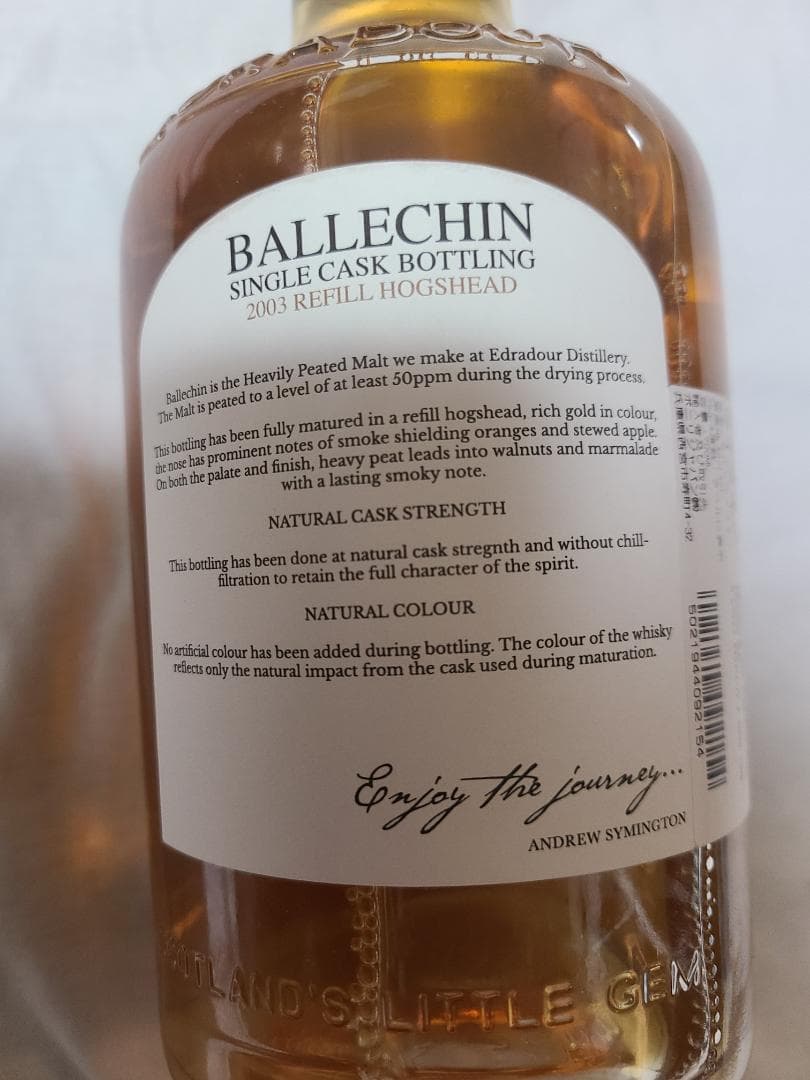 BALLECHIN
SINGLE CASK BOTTLING
2003 REFILL HOGSHEAD
Ballechin is the Heavily Peated Malt we make at Edradour Distillery.
The Malt is peated to a level of at least 50ppm during the drying process.
This bottling has been fully matured in a refill hogshead, rich gold in colour,
the nose has prominent notes of smoke shielding oranges and stewed apple.
On both the palate and finish, heavy peat leads into walnuts and marmalade
with a lasting smoky note.
NATURAL CASK STRENGTH
This bottling has been done at natural cask stregnth and without chill-
filtration to retain the full character of the spirit.
NATURAL COLOUR
No artificial colour has been added during bottling. The colour of the whisky
reflects only the natural impact from the cask used during maturation.
Enjoy the journey...
ANDREW SYMINGTON
5021944092154
LITTLE GEM